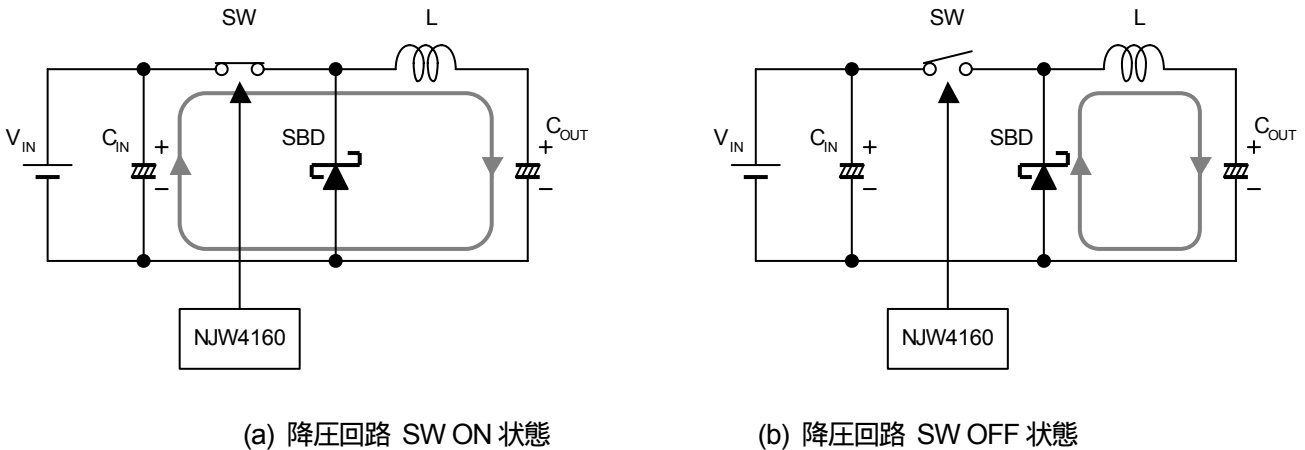 SW
L
V_IN
C_IN
+
−
SBD
+
C_OUT
−
NJW4160
(a) 降圧回路 SW ON 状態
SW
L
V_IN
C_IN
+
−
SBD
+
C_OUT
−
NJW4160
(b) 降圧回路 SW OFF 状態